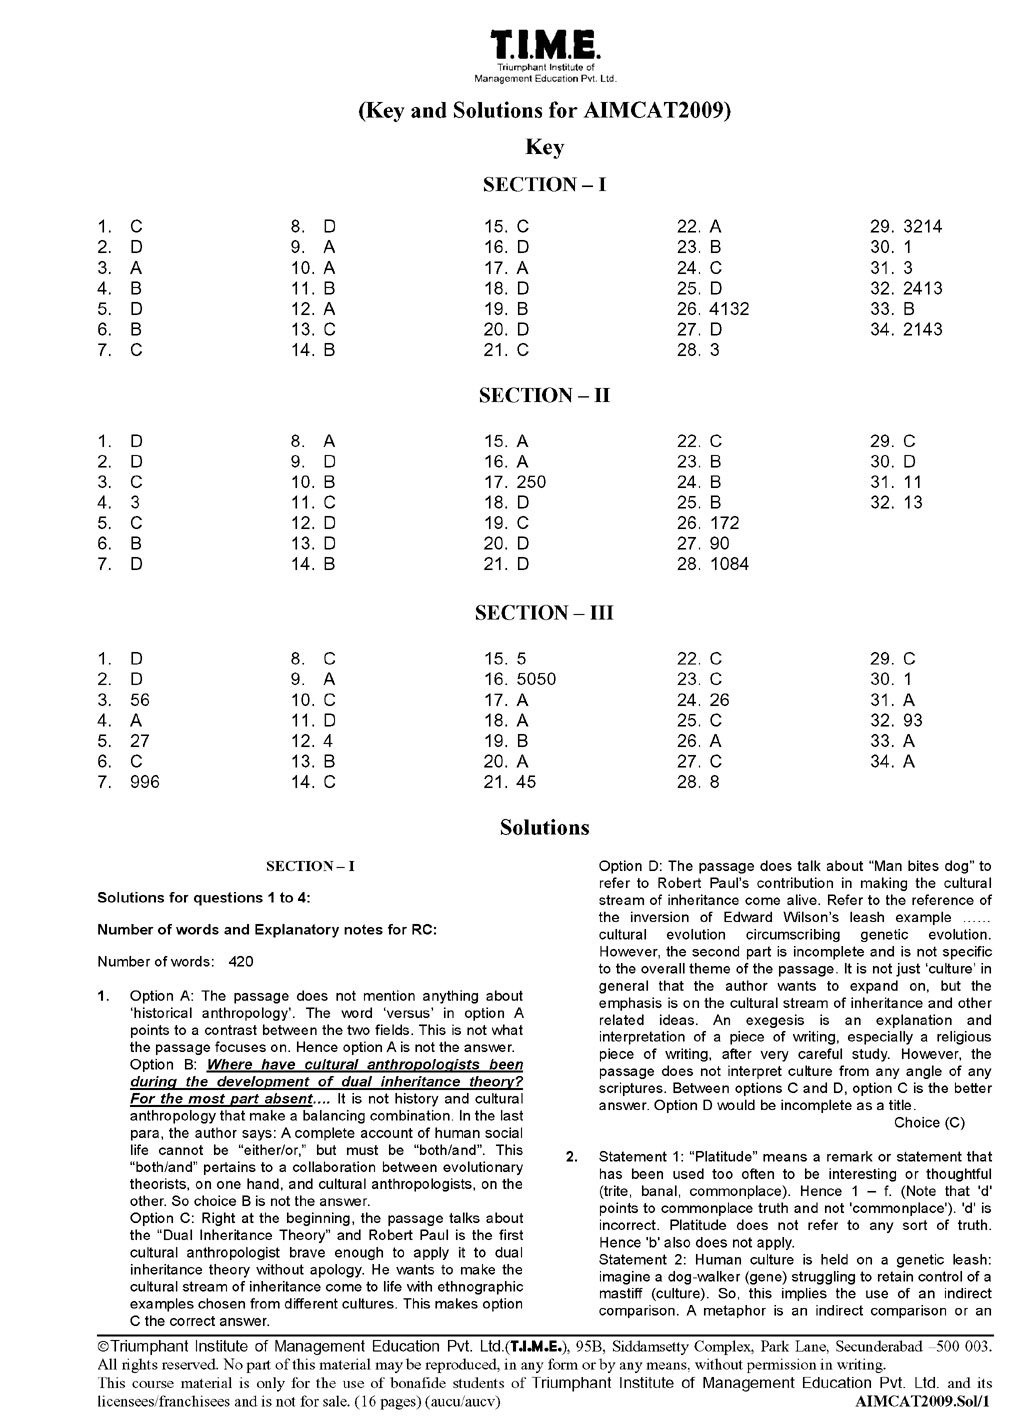 T.I.M.E.
Triumphant Institute of
Management Education Pvt. Ltd.
(Key and Solutions for AIMCAT2009)
Key
SECTION – I
1. C 8. D 15. C 22. A 29. 3214
2. D 9. A 16. D 23. B 30. 1
3. A 10. A 17. A 24. C 31. 3
4. B 11. B 18. D 25. D 32. 2413
5. D 12. A 19. B 26. 4132 33. B
6. B 13. C 20. D 27. D 34. 2143
7. C 14. B 21. C 28. 3
SECTION – II
1. D 8. A 15. A 22. C 29. C
2. D 9. D 16. A 23. B 30. D
3. C 10. B 17. 250 24. B 31. 11
4. 3 11. C 18. D 25. B 32. 13
5. C 12. D 19. C 26. 172
6. B 13. D 20. D 27. 90
7. D 14. B 21. D 28. 1084
SECTION – III
1. D 8. C 15. 5 22. C 29. C
2. D 9. A 16. 5050 23. C 30. 1
3. 56 10. C 17. A 24. 26 31. A
4. A 11. D 18. A 25. C 32. 93
5. 27 12. 4 19. B 26. A 33. A
6. C 13. B 20. A 27. C 34. A
7. 996 14. C 21. 45 28. 8
Solutions
SECTION – I
Solutions for questions 1 to 4:
Number of words and Explanatory notes for RC:
Number of words: 420
1. Option A: The passage does not mention anything about
'historical anthropology'. The word 'versus' in option A
points to a contrast between the two fields. This is not what
the passage focuses on. Hence option A is not the answer.
Option B: Where have cultural anthropologists been
during the development of dual inheritance theory?
For the most part absent…. It is not history and cultural
anthropology that make a balancing combination. In the last
para, the author says: A complete account of human social
life cannot be “either/or,” but must be “both/and”. This
“both/and” pertains to a collaboration between evolutionary
theorists, on one hand, and cultural anthropologists, on the
other. So choice B is not the answer.
Option C: Right at the beginning, the passage talks about
the “Dual Inheritance Theory” and Robert Paul is the first
cultural anthropologist brave enough to apply it to dual
inheritance theory without apology. He wants to make the
cultural stream of inheritance come to life with ethnographic
examples chosen from different cultures. This makes option
C the correct answer.
Option D: The passage does talk about “Man bites dog” to
refer to Robert Paul’s contribution in making the cultural
stream of inheritance come alive. Refer to the reference of
the inversion of Edward Wilson’s leash example ……
cultural evolution circumscribing genetic evolution.
However, the second part is incomplete and is not specific
to the overall theme of the passage. It is not just ‘culture’ in
general that the author wants to expand on, but the
emphasis is on the cultural stream of inheritance and other
related ideas. An exegesis is an explanation and
interpretation of a piece of writing, especially a religious
piece of writing, after very careful study. However, the
passage does not interpret culture from any angle of any
scriptures. Between options C and D, option C is the better
answer. Option D would be incomplete as a title.
Choice (C)
2. Statement 1: “Platitude” means a remark or statement that
has been used too often to be interesting or thoughtful
(trite, banal, commonplace). Hence 1 – f. (Note that 'd'
points to commonplace truth and not 'commonplace'). 'd' is
incorrect. Platitude does not refer to any sort of truth.
Hence 'b' also does not apply.
Statement 2: Human culture is held on a genetic leash:
imagine a dog-walker (gene) struggling to retain control of a
mastiff (culture). So, this implies the use of an indirect
comparison. A metaphor is an indirect comparison or an
©Triumphant Institute of Management Education Pvt. Ltd.(T.I.M.E.), 95B, Siddamsetty Complex, Park Lane, Secunderabad –500 003.
All rights reserved. No part of this material may be reproduced, in any form or by any means, without permission in writing.
This course material is only for the use of bonafide students of Triumphant Institute of Management Education Pvt. Ltd. and its
licensees/franchisees and is not for sale. (16 pages) (aucu/aucv) AIMCAT2009.Sol/1